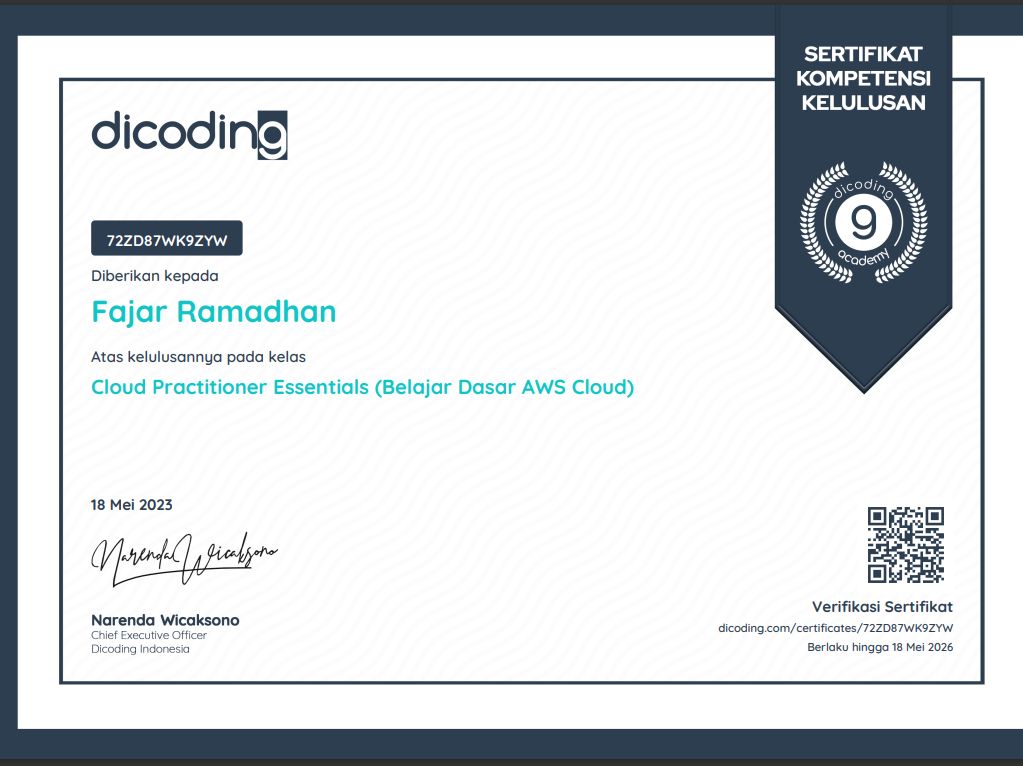 SERTIFIKAT
KOMPETENSI
KELULUSAN
dicoding
dicoding
9
academy
72ZD87WK9ZYW
Diberikan kepada
Fajar Ramadhan
Atas kelulusannya pada kelas
Cloud Practitioner Essentials (Belajar Dasar AWS Cloud)
18 Mei 2023
Narenda Wicaksono
Narenda Wicaksono
Chief Executive Officer
Dicoding Indonesia
Verifikasi Sertifikat
dicoding.com/certificates/72ZD87WK9ZYW
Berlaku hingga 18 Mei 2026